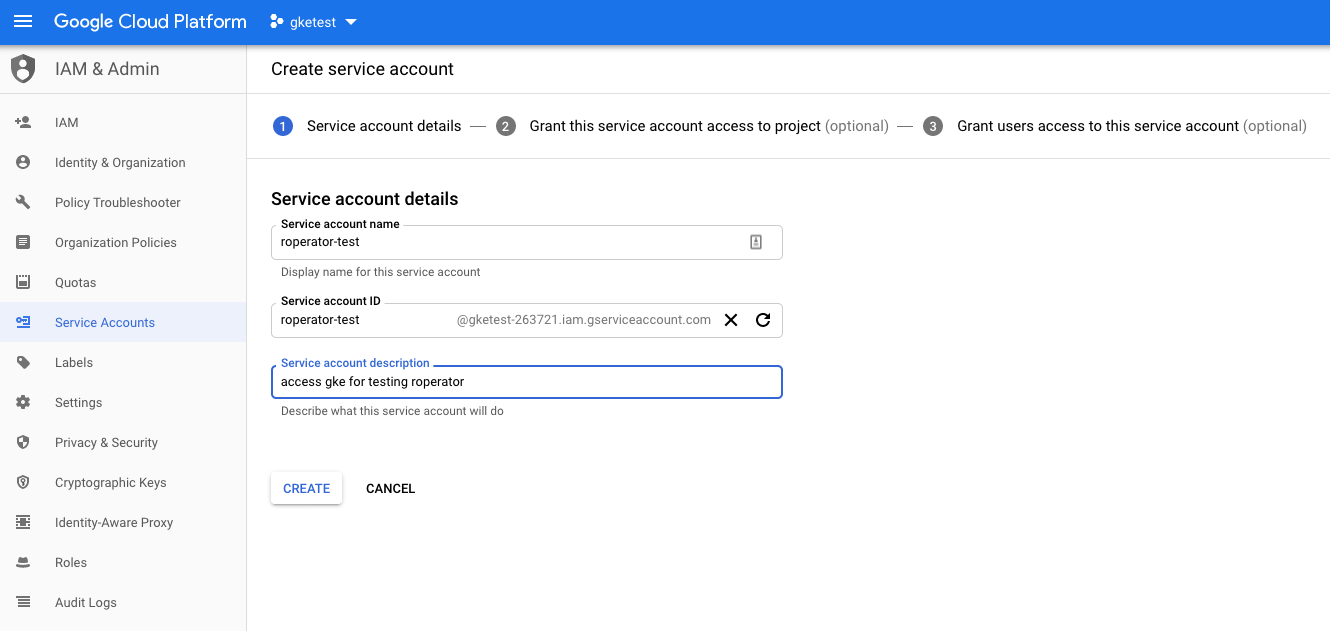 Google Cloud Platform gketest
IAM & Admin
IAM
Identity & Organization
Policy Troubleshooter
Organization Policies
Quotas
Service Accounts
Labels
Settings
Privacy & Security
Cryptographic Keys
Identity-Aware Proxy
Roles
Audit Logs
Create service account
1 Service account details — 2 Grant this service account access to project (optional) — 3 Grant users access to this service account (optional)
Service account details
Service account name
roperator-test
Display name for this service account
Service account ID
roperator-test @gketest-263721.iam.gserviceaccount.com
Service account description
access gke for testing roperator
Describe what this service account will do
CREATE CANCEL